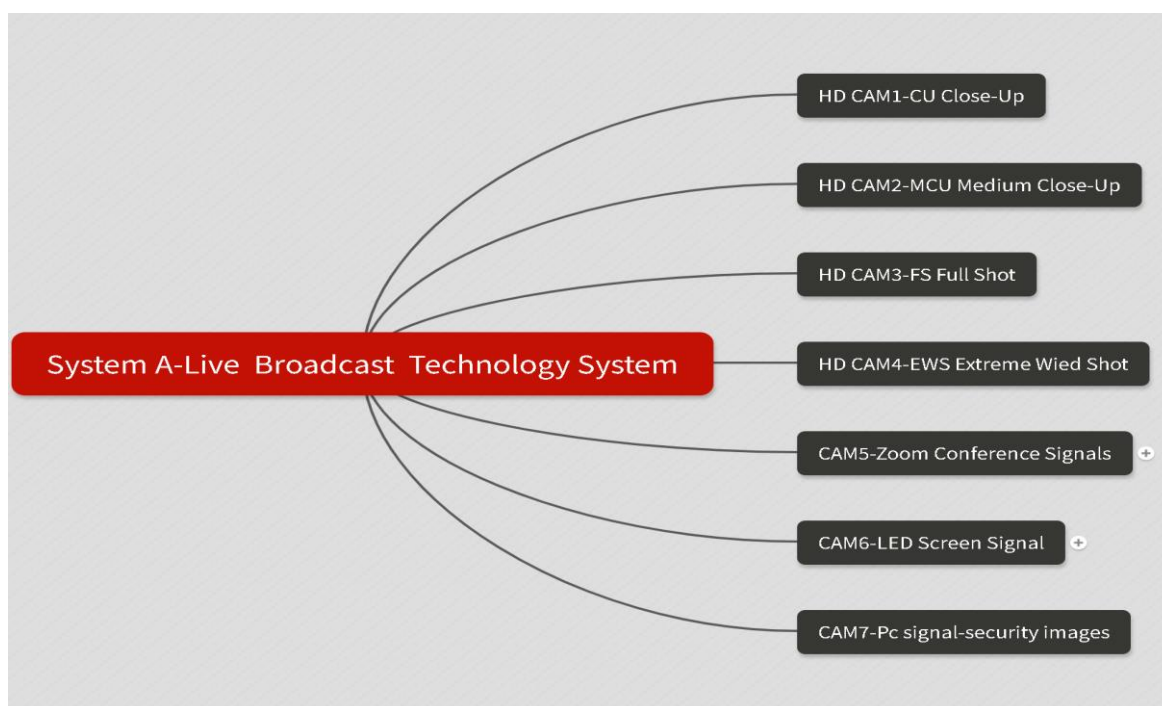 HD CAM1-CU Close-Up
HD CAM2-MCU Medium Close-Up
HD CAM3-FS Full Shot
System A-Live Broadcast Technology System
HD CAM4-EWS Extreme Wied Shot
CAM5-Zoom Conference Signals
CAM6-LED Screen Signal
CAM7-Pc signal-security images